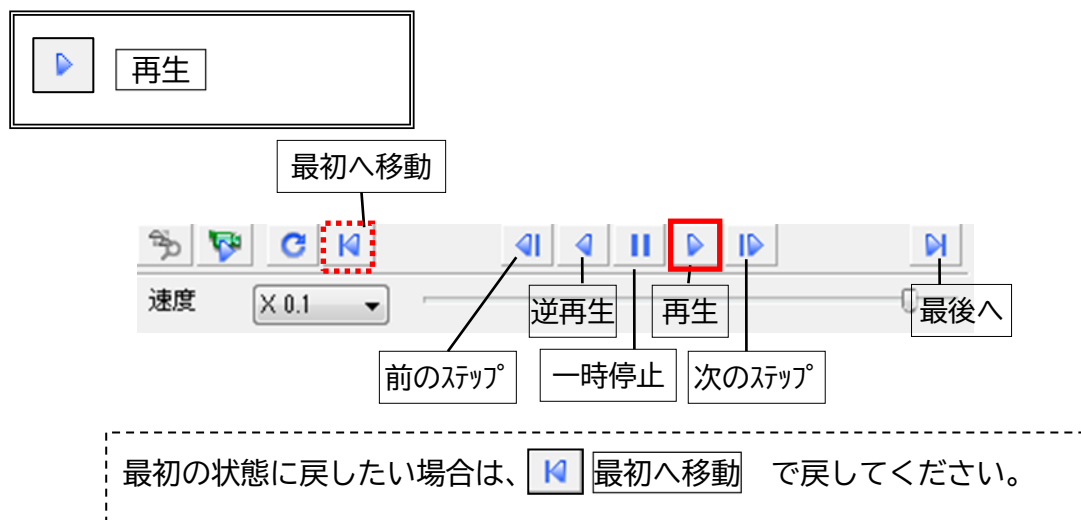 再生
最初へ移動
速度
X 0.1
逆再生
再生
最後へ
前のｽﾃｯﾌﾟ
一時停止
次のｽﾃｯﾌﾟ
最初の状態に戻したい場合は、 最初へ移動 で戻してください。